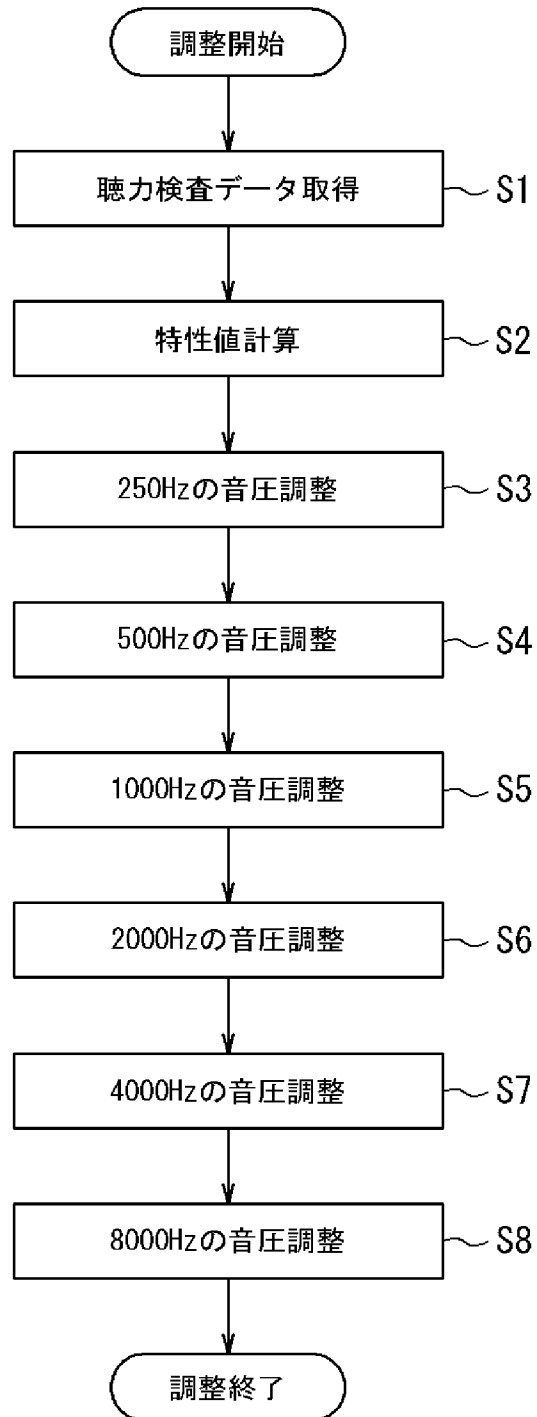 調整開始
聴力検査データ取得 S1
特性値計算 S2
250Hzの音圧調整 S3
500Hzの音圧調整 S4
1000Hzの音圧調整 S5
2000Hzの音圧調整 S6
4000Hzの音圧調整 S7
8000Hzの音圧調整 S8
調整終了